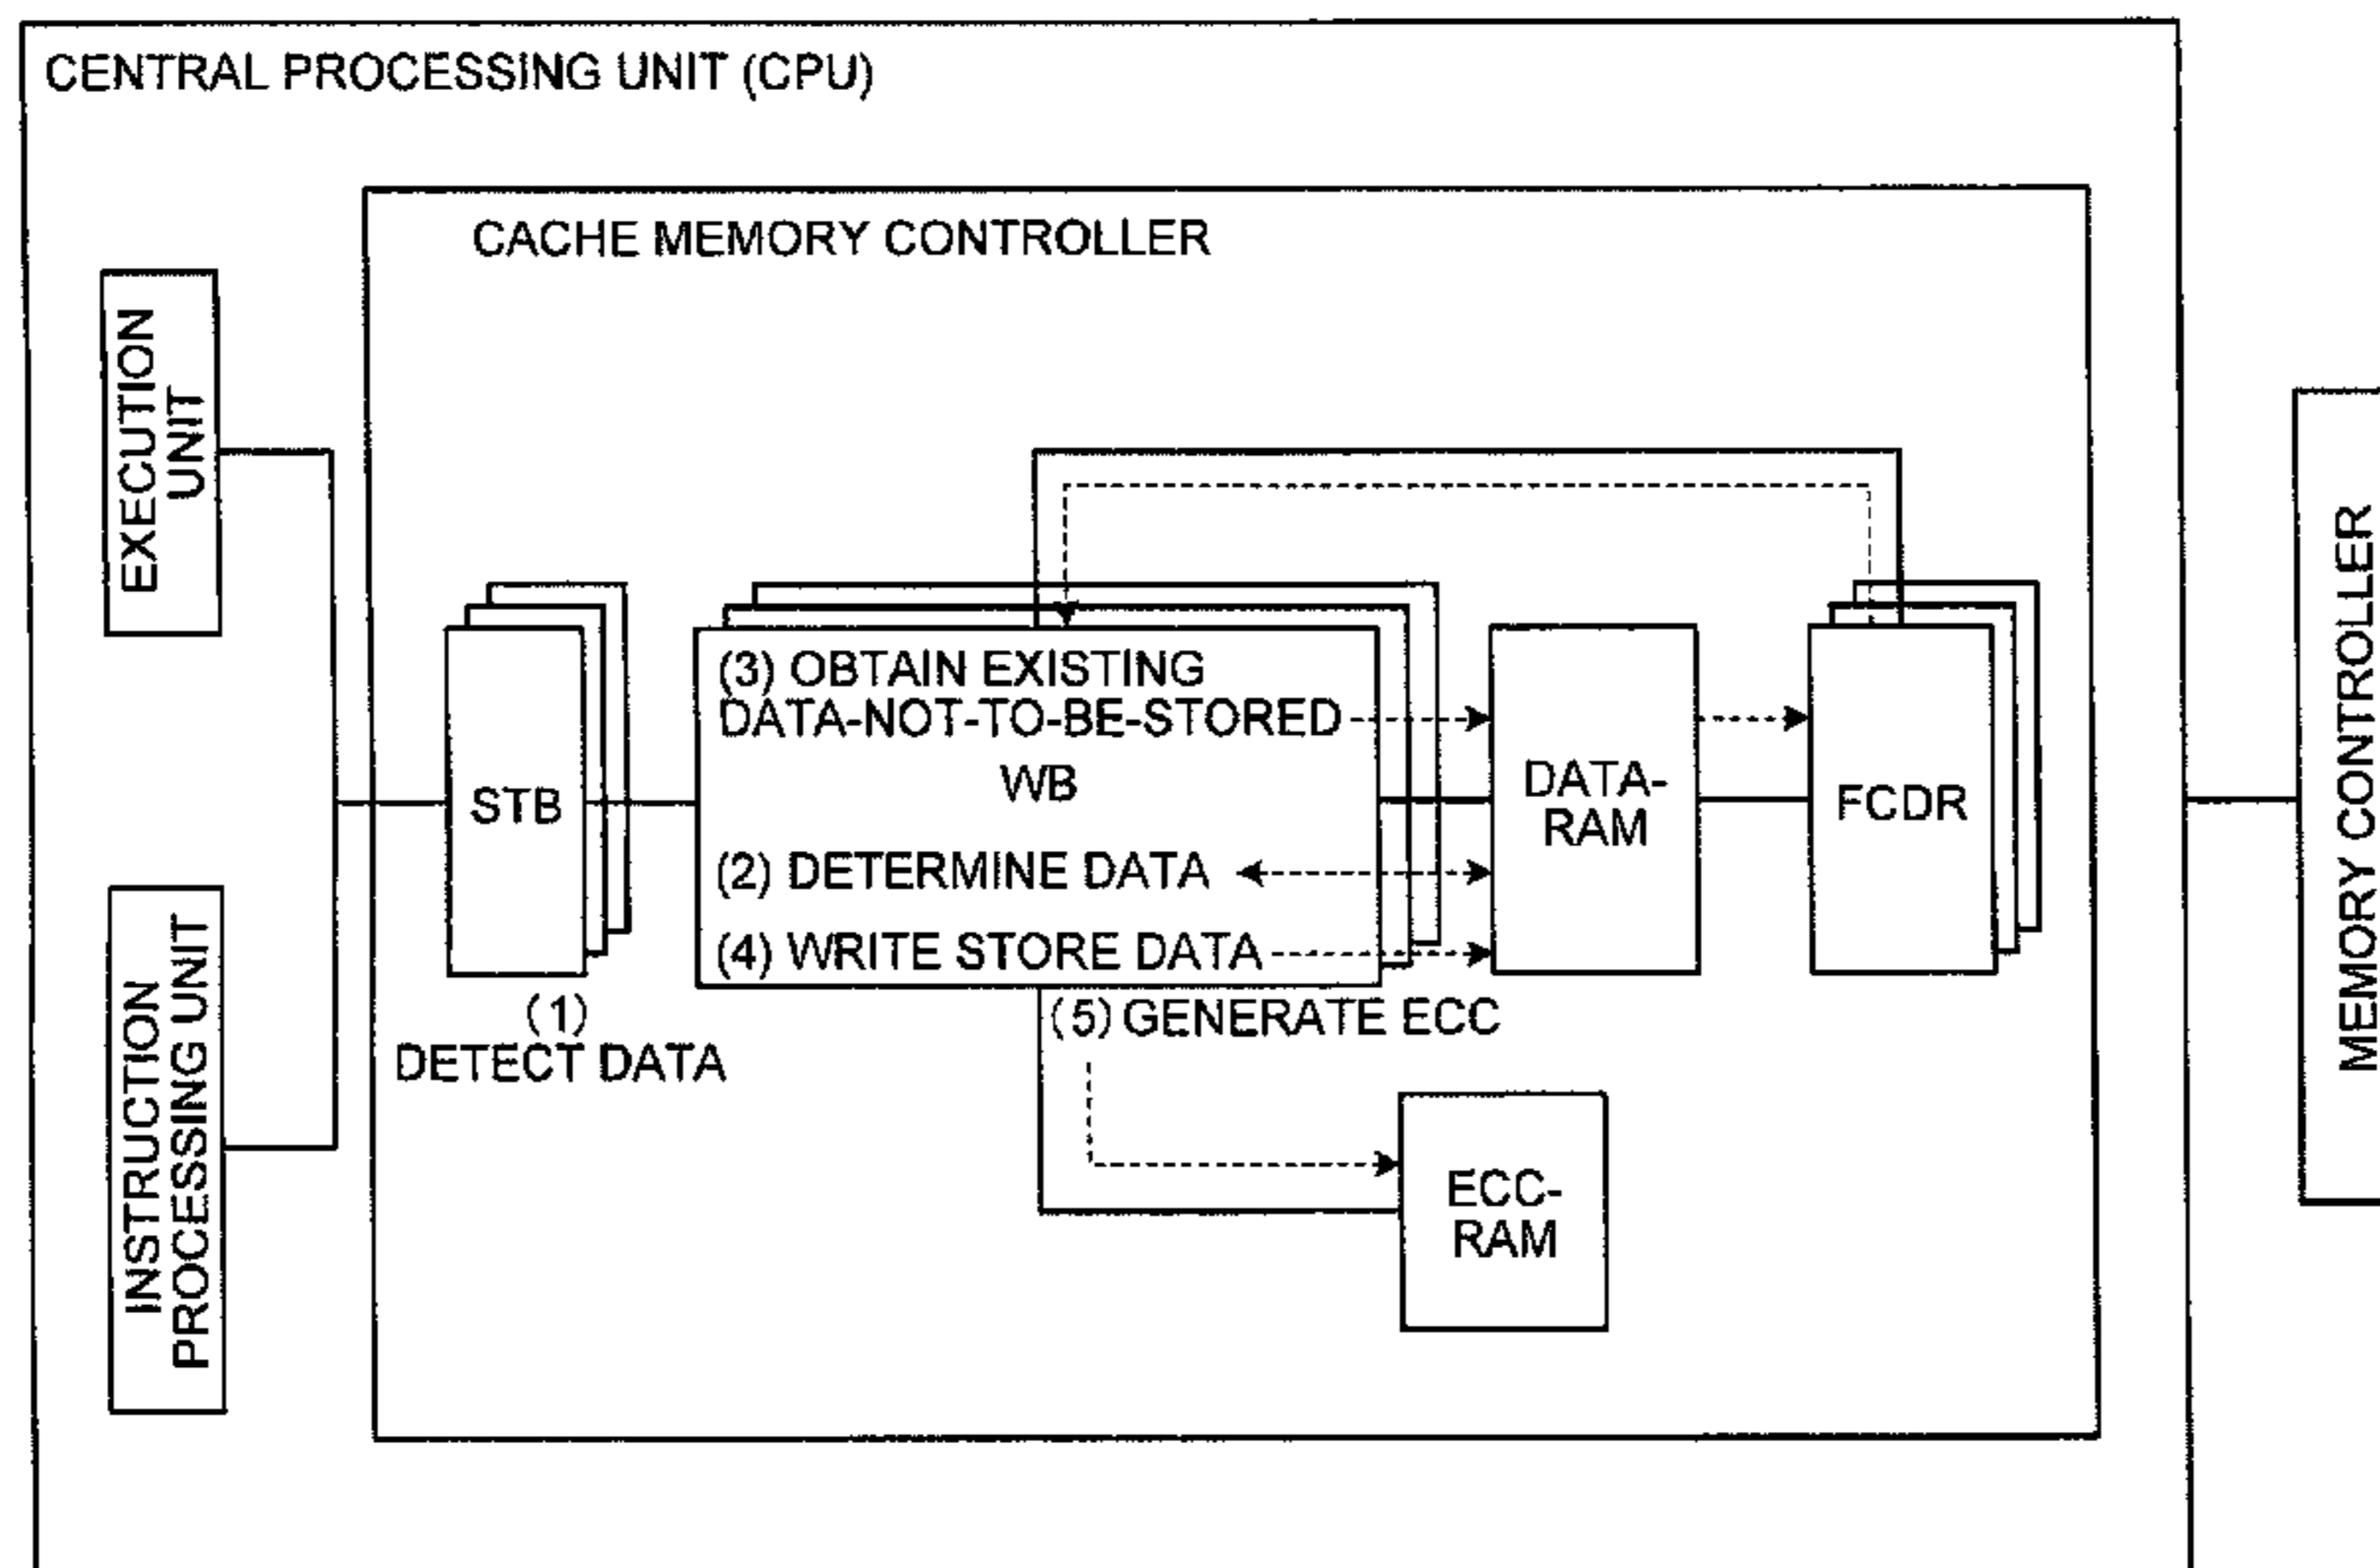 CENTRAL PROCESSING UNIT (CPU)
CACHE MEMORY CONTROLLER
EXECUTION
UNIT
INSTRUCTION
PROCESSING UNIT
STB
(1)
DETECT DATA
(3) OBTAIN EXISTING
DATA-NOT-TO-BE-STORED
WB
(2) DETERMINE DATA
(4) WRITE STORE DATA
(5) GENERATE ECC
DATA-
RAM
FCDR
ECC-
RAM
MEMORY CONTROLLER